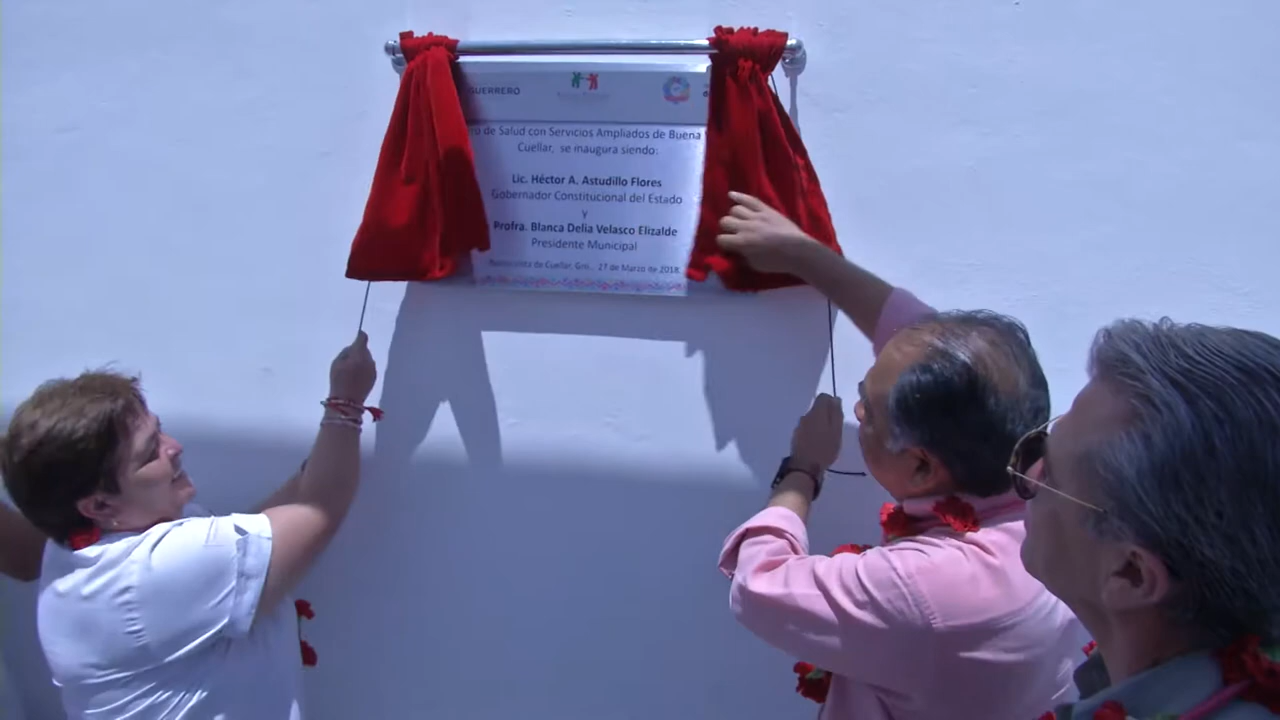 GUERRERO
ro de Salud con Servicios Ampliados de Buena
Cuellar, se inaugura siendo:
Lic. Héctor A. Astudillo Flores
Gobernador Constitucional del Estado
y
Profra. Blanca Delia Velasco Elizalde
Presidente Municipal
de Cuellar, Gro., 27 de Marzo de 2018